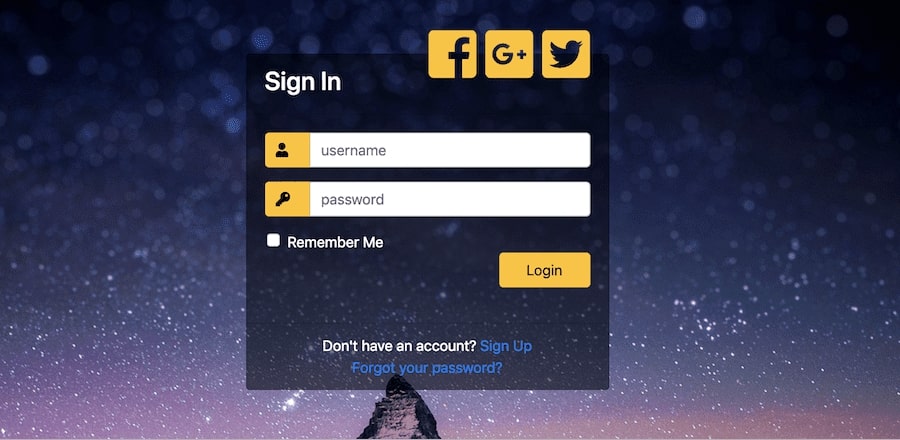 Sign In
username
password
Remember Me
Login
Don't have an account? Sign Up
Forgot your password?